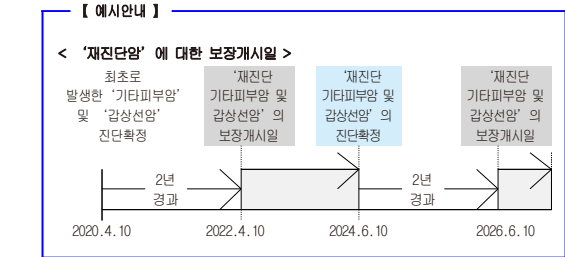 【 예시안내 】
< ‘재진단암’ 에 대한 보장개시일 >
최초로
발생한 ‘기타피부암’
및 ‘갑상선암’
진단확정
‘재진단
기타피부암 및
갑상선암’ 의
보장개시일
‘재진단
기타피부암 및
갑상선암’ 의
진단확정
‘재진단
기타피부암 및
갑상선암’ 의
보장개시일
2년
경과
2년
경과
2020.4.10
2022.4.10
2024.6.10
2026.6.10